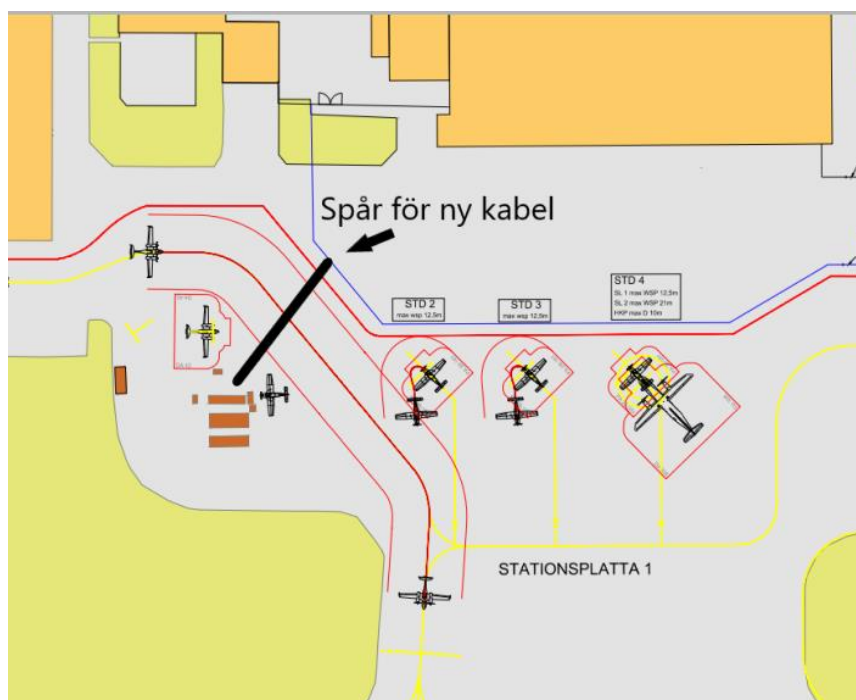 Spår för ny kabel
STD 2
max wsp 12,5m
STD 3
max wsp 12,5m
STD 4
SL 1 max WSP 12,5m
SL 2 max WSP 21m
HKP max D 10m
STATIONSPLATTA 1